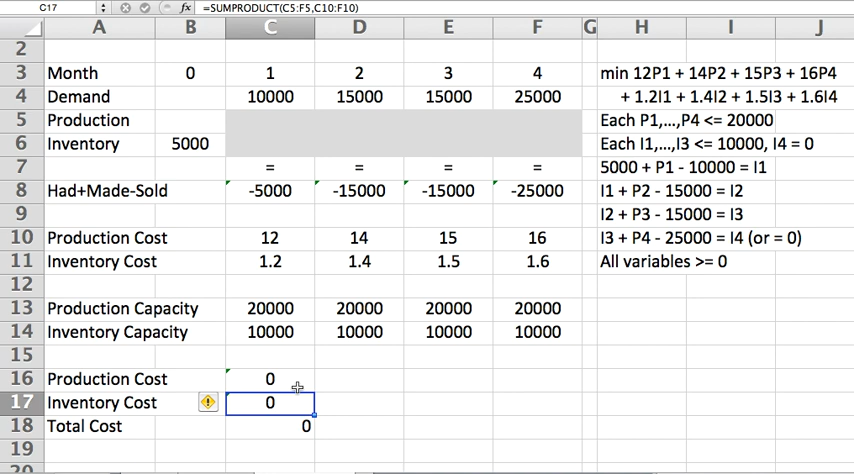 C17 fx =SUMPRODUCT(C5:F5,C10:F10)
A B C D E F G H I J
2
3 Month 0 1 2 3 4 min 12P1 + 14P2 + 15P3 + 16P4
4 Demand 10000 15000 15000 25000 + 1.2I1 + 1.4I2 + 1.5I3 + 1.6I4
5 Production Each P1,...,P4 <= 20000
6 Inventory 5000 Each I1,...,I3 <= 10000, I4 = 0
7 = = = = 5000 + P1 - 10000 = I1
8 Had+Made-Sold -5000 -15000 -15000 -25000 I1 + P2 - 15000 = I2
9 I2 + P3 - 15000 = I3
10 Production Cost 12 14 15 16 I3 + P4 - 25000 = I4 (or = 0)
11 Inventory Cost 1.2 1.4 1.5 1.6 All variables >= 0
12
13 Production Capacity 20000 20000 20000 20000
14 Inventory Capacity 10000 10000 10000 10000
15
16 Production Cost 0
17 Inventory Cost 0
18 Total Cost 0
19
20